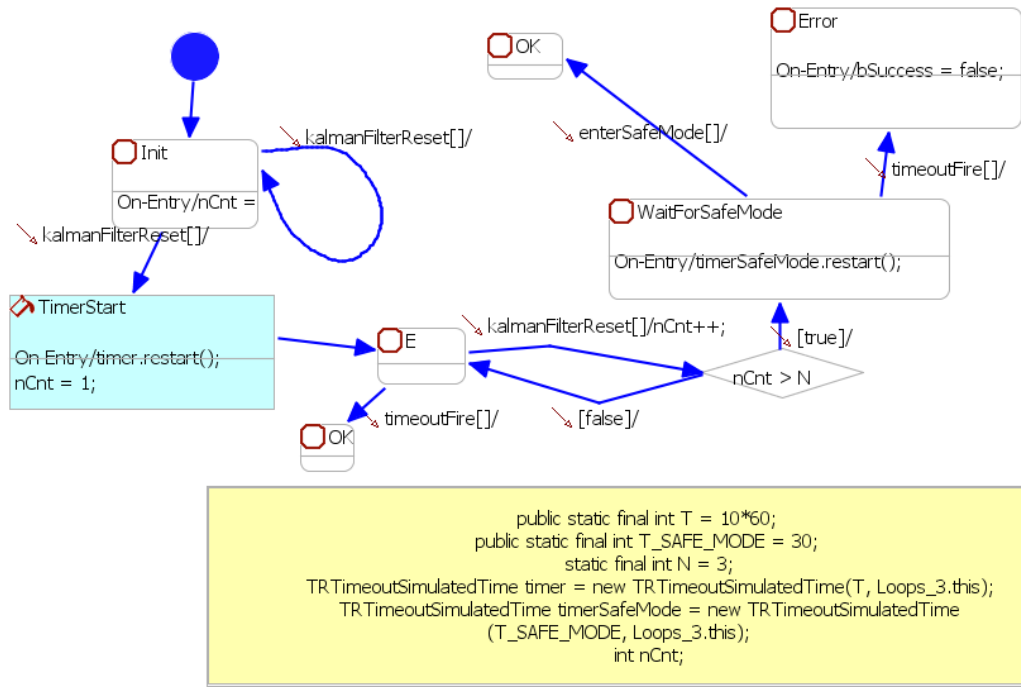 Error
OK
On-Entry/bSuccess = false;
enterSafeMode[]/
kalmanFilterReset[]/
Init
timeoutFire[]/
On-Entry/nCnt =
WaitForSafeMode
kalmanFilterReset[]/
On-Entry/timerSafeMode.restart();
TimerStart
E
kalmanFilterReset[]/nCnt++;
[true]/
On Entry/timer.restart();
nCnt = 1;
nCnt > N
timeoutFire[]/
[false]/
OK
public static final int T = 10*60;
public static final int T_SAFE_MODE = 30;
static final int N = 3;
TRTimeoutSimulatedTime timer = new TRTimeoutSimulatedTime(T, Loops_3.this);
TRTimeoutSimulatedTime timerSafeMode = new TRTimeoutSimulatedTime
(T_SAFE_MODE, Loops_3.this);
int nCnt;